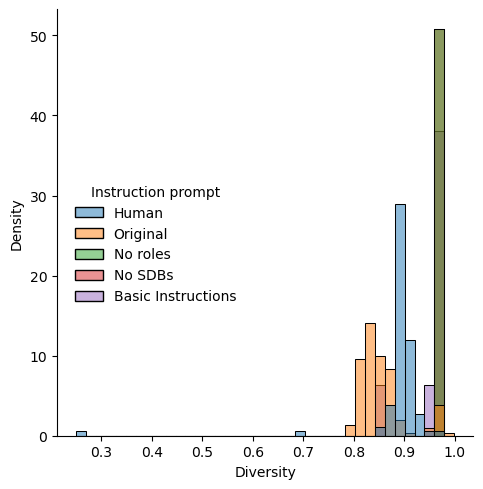 50
40
30
20
10
0
Density
Instruction prompt
Human
Original
No roles
No SDBs
Basic Instructions
0.3 0.4 0.5 0.6 0.7 0.8 0.9 1.0
Diversity